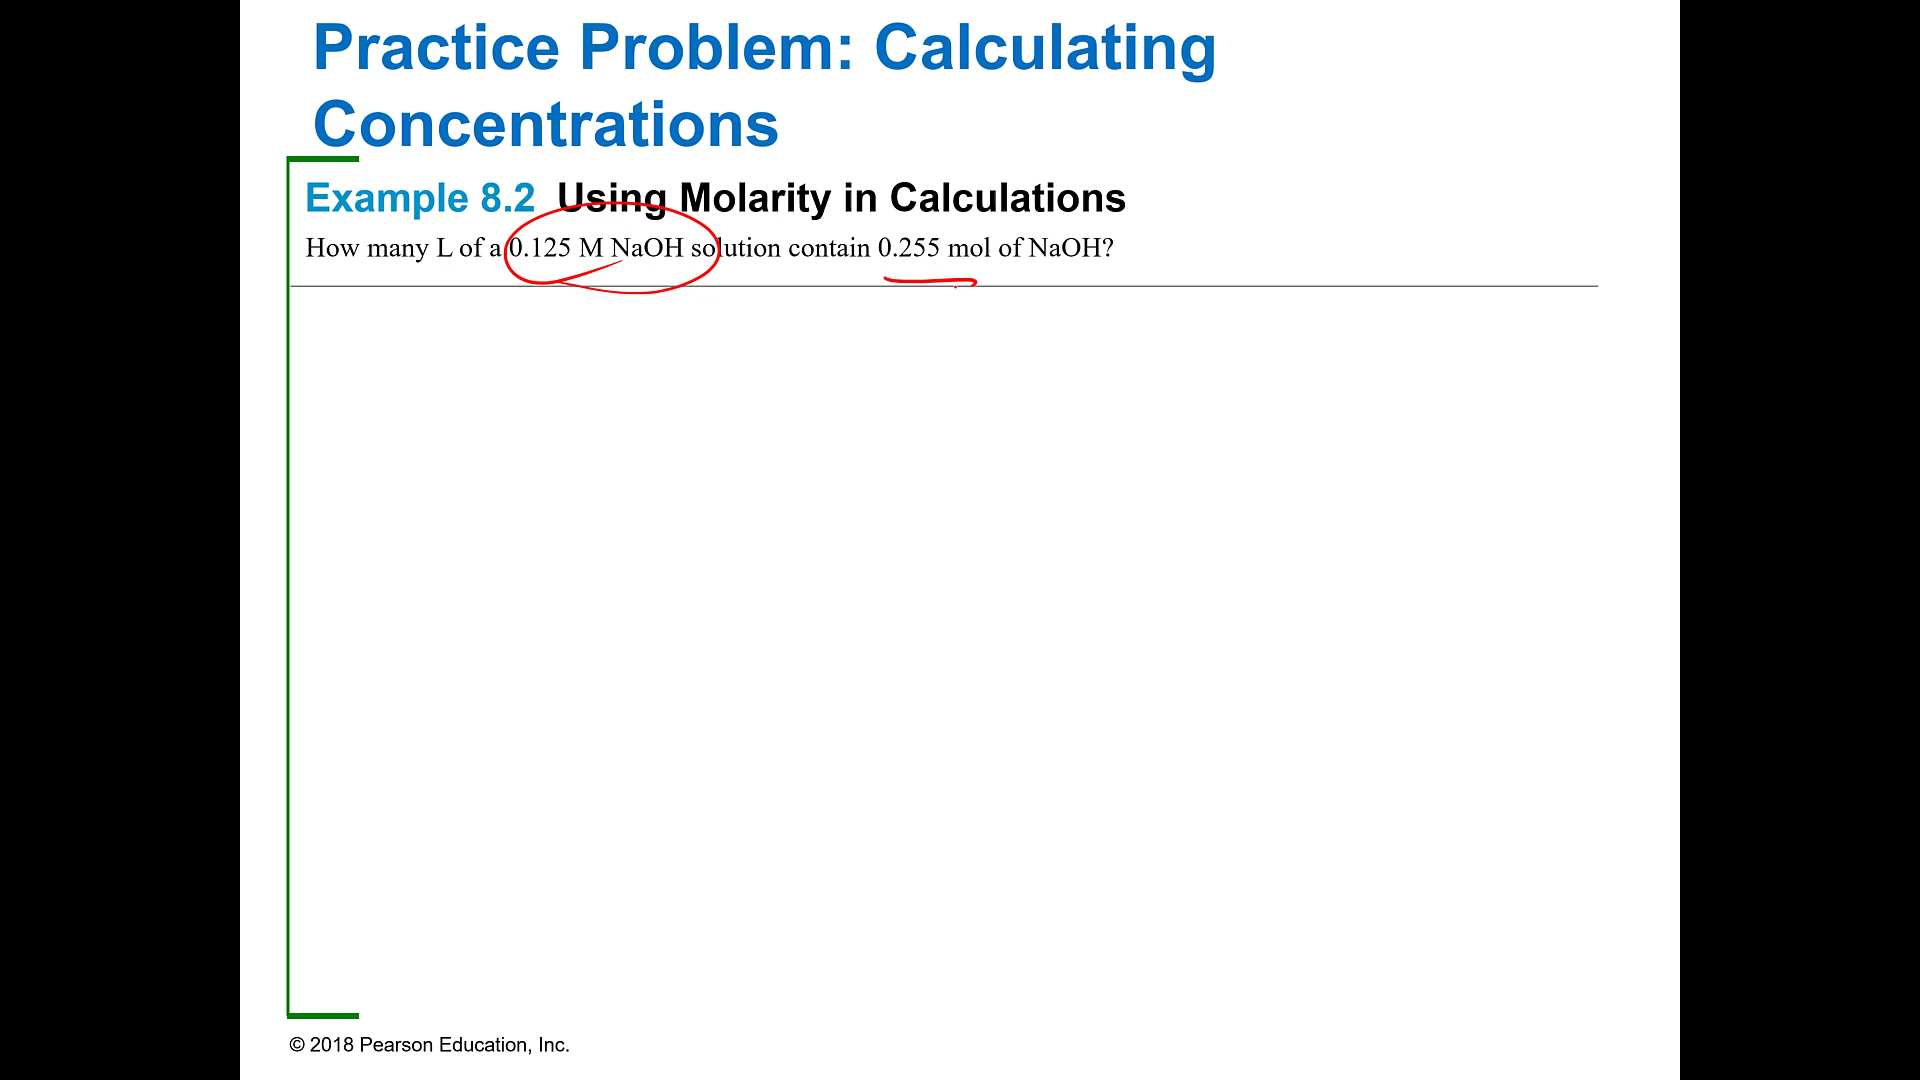 Practice Problem: Calculating
Concentrations
Example 8.2 Using Molarity in Calculations
How many L of a 0.125 M NaOH solution contain 0.255 mol of NaOH?
© 2018 Pearson Education, Inc.